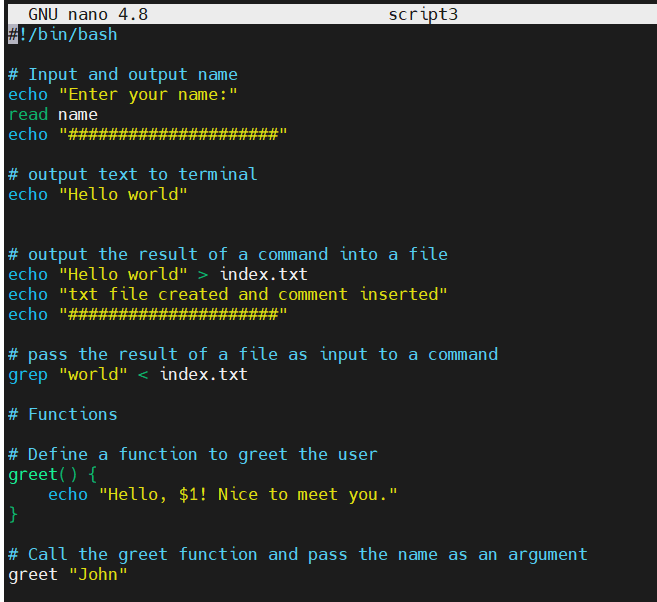 GNU nano 4.8 script3
#!/bin/bash
# Input and output name
echo "Enter your name:"
read name
echo "#####################"
# output text to terminal
echo "Hello world"
# output the result of a command into a file
echo "Hello world" > index.txt
echo "txt file created and comment inserted"
echo "#####################"
# pass the result of a file as input to a command
grep "world" < index.txt
# Functions
# Define a function to greet the user
greet() {
    echo "Hello, $1! Nice to meet you."
}
# Call the greet function and pass the name as an argument
greet "John"